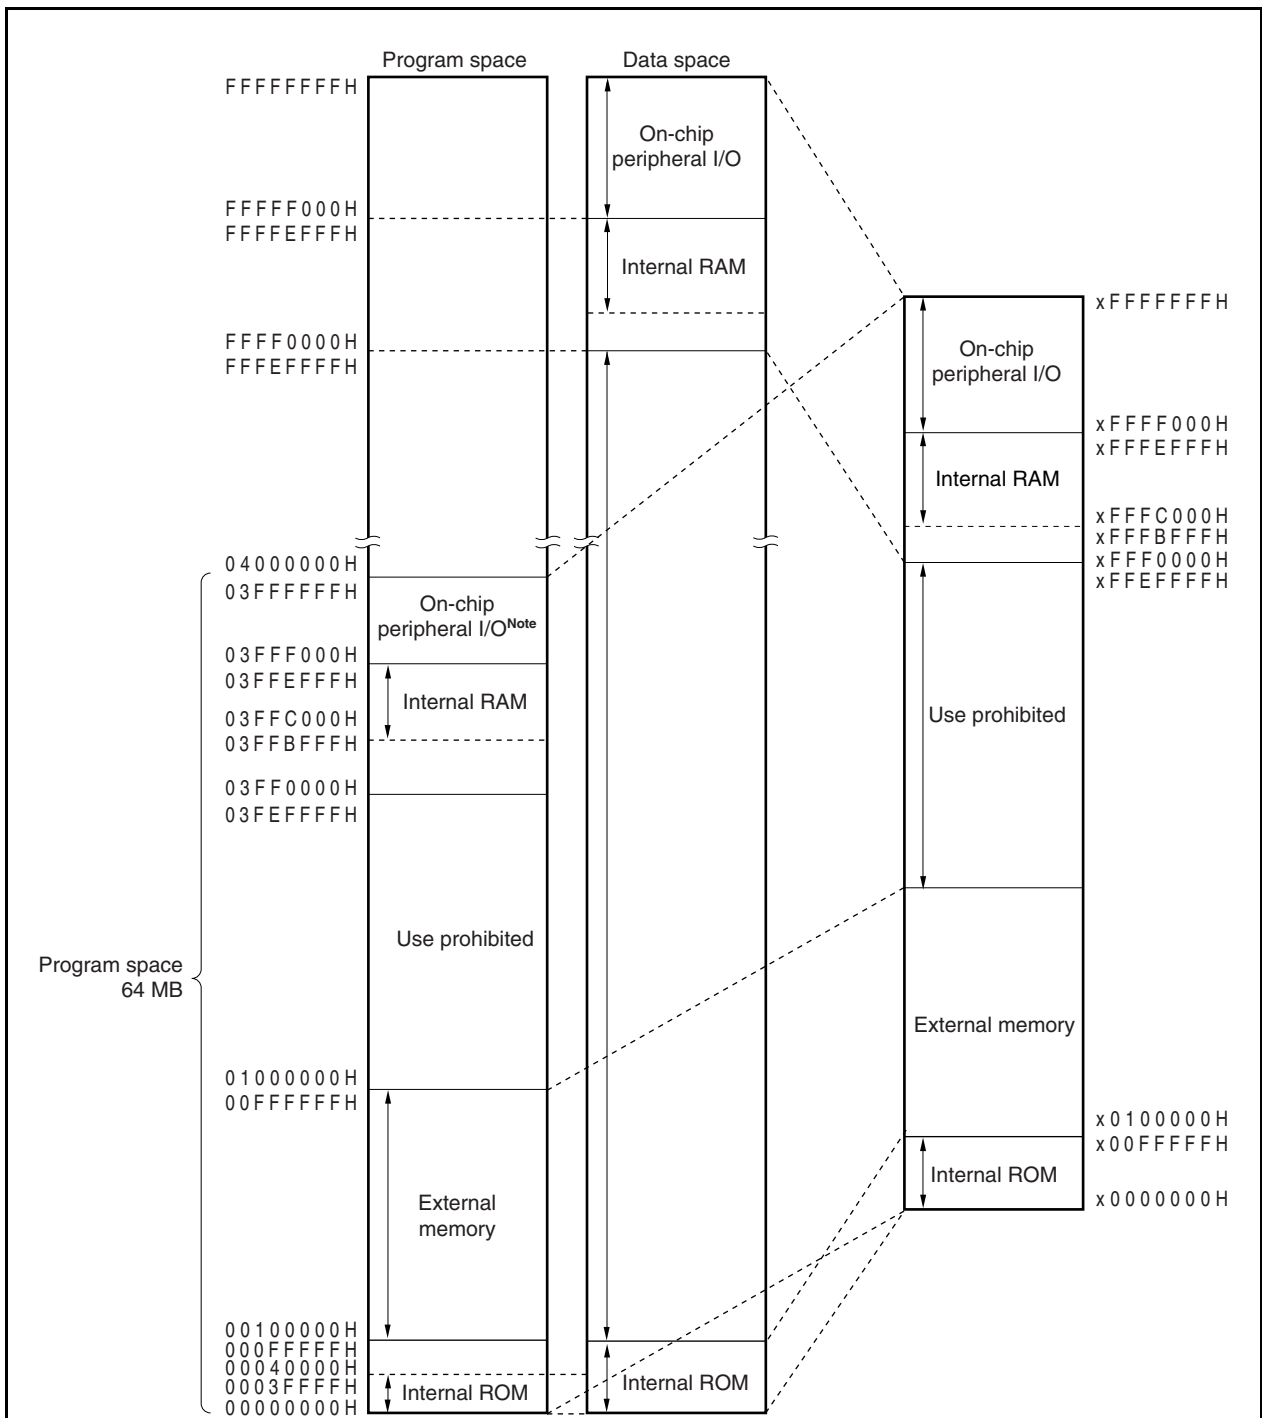 Program space
Data space
FFFFFFFFH
On-chip
peripheral I/O
FFFFF000H
FFFFEFFFH
Internal RAM
FFFF0000H
FFFEFFFFH
xFFFFFFFH
On-chip
peripheral I/O
xFFFF000H
xFFFEFFFH
Internal RAM
xFFFC000H
xFFFBFFFH
xFFF0000H
xFFEFFFFH
04000000H
03FFFFFFH
On-chip
peripheral I/ONote
03FFF000H
03FFEFFFH
Internal RAM
03FFC000H
03FFBFFFH
03FF0000H
03FEFFFFH
Use prohibited
Use prohibited
Program space
64 MB
External memory
01000000H
00FFFFFFH
x0100000H
x00FFFFFH
Internal ROM
x0000000H
External
memory
00100000H
000FFFFFH
00040000H
0003FFFFH
00000000H
Internal ROM
Internal ROM